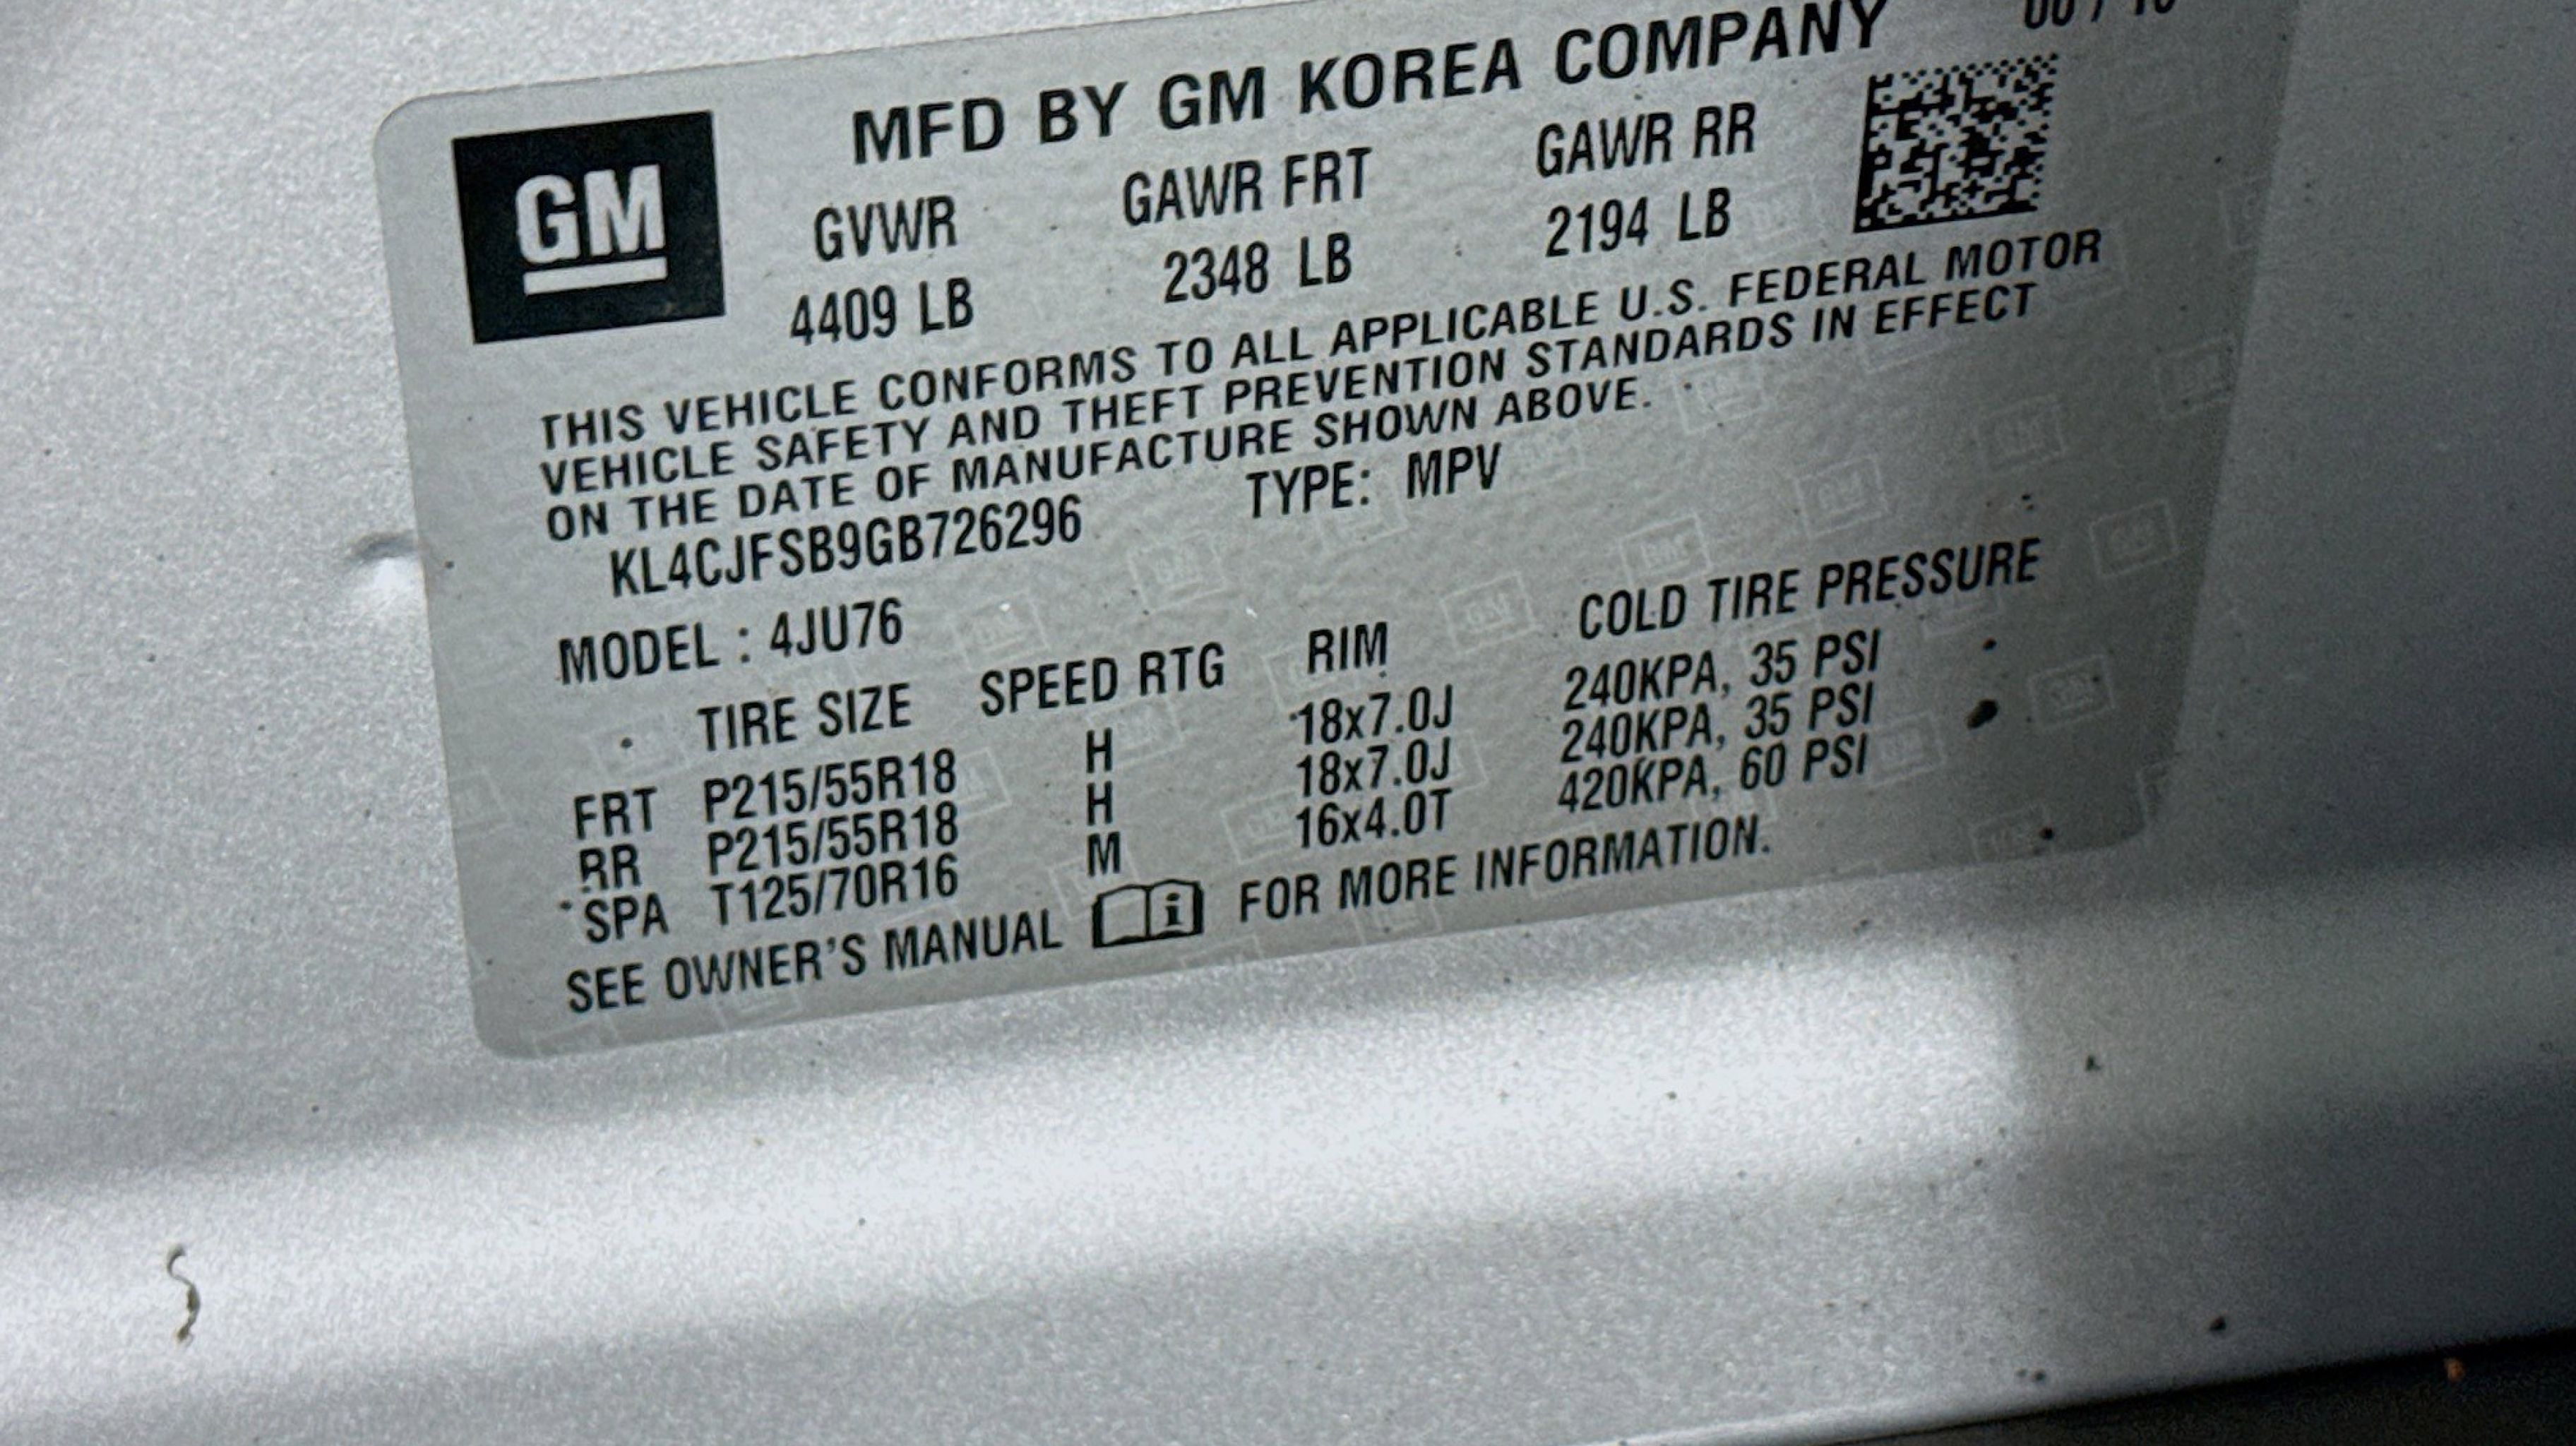 MFD BY GM KOREA COMPANY
GM
GVWR GAWR FRT GAWR RR
4409 LB 2348 LB 2194 LB
THIS VEHICLE CONFORMS TO ALL APPLICABLE U.S. FEDERAL MOTOR
VEHICLE SAFETY AND THEFT PREVENTION STANDARDS IN EFFECT
ON THE DATE OF MANUFACTURE SHOWN ABOVE.
KL4CJFSB9GB726296 TYPE: MPV
MODEL : 4JU76
TIRE SIZE SPEED RTG RIM COLD TIRE PRESSURE
FRT P215/55R18 H 18x7.0J 240KPA, 35 PSI
RR P215/55R18 H 18x7.0J 240KPA, 35 PSI
SPA T125/70R16 M 16x4.0T 420KPA, 60 PSI
SEE OWNER'S MANUAL i FOR MORE INFORMATION.